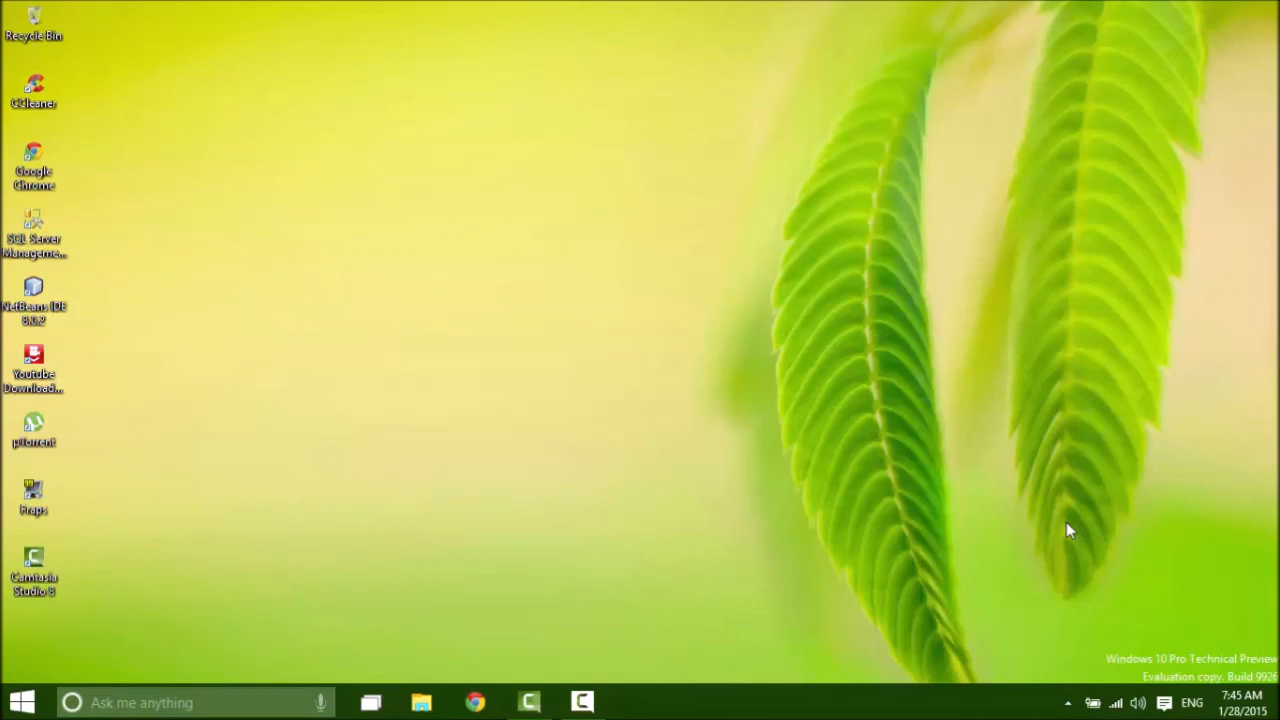 Recycle Bin
CCleaner
Google
Chrome
SQL Server
Manageme...
NetBeans IDE
8.0.2
Youtube
Download...
µTorrent
Fraps
Camtasia
Studio 8
Windows 10 Pro Technical Preview
Evaluation copy. Build 9926
Ask me anything
ENG
7:45 AM
1/28/2015